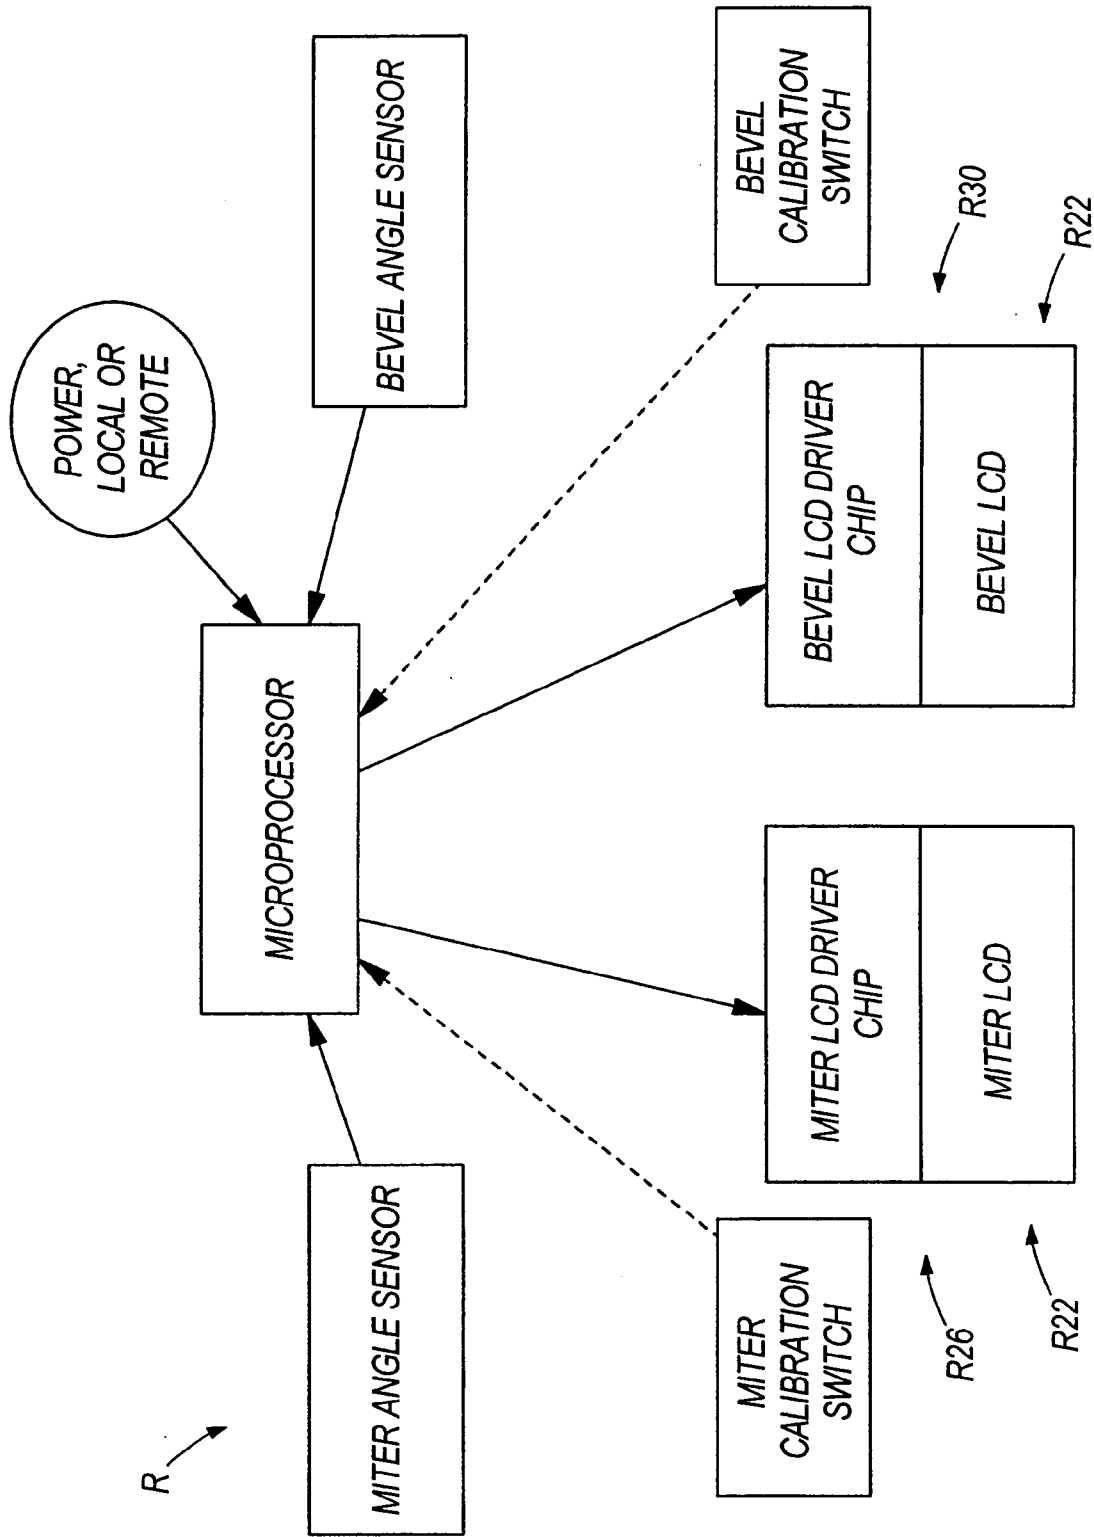 R
POWER,
LOCAL OR
REMOTE
MICROPROCESSOR
MITER ANGLE SENSOR
BEVEL ANGLE SENSOR
MITER
CALIBRATION
SWITCH
MITER LCD DRIVER
CHIP
MITER LCD
BEVEL LCD DRIVER
CHIP
BEVEL LCD
BEVEL
CALIBRATION
SWITCH
R26
R22
R30
R22